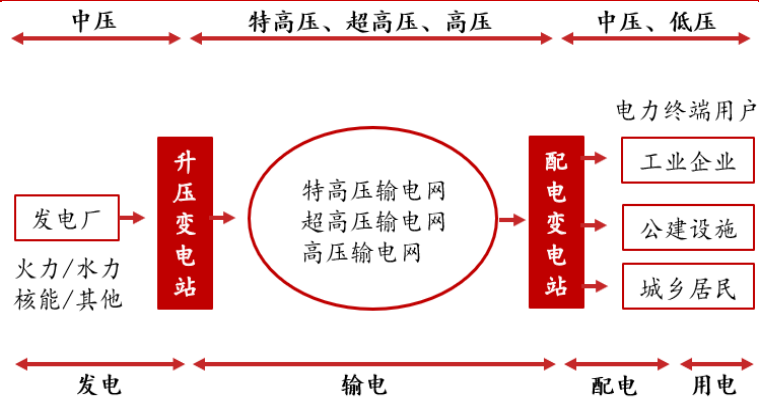 中压
特高压、超高压、高压
中压、低压
电力终端用户
升压变电站
配电变电站
工业企业
特高压输电网
超高压输电网
高压输电网
发电厂
公建设施
火力/水力
核能/其他
城乡居民
发电
输电
配电
用电